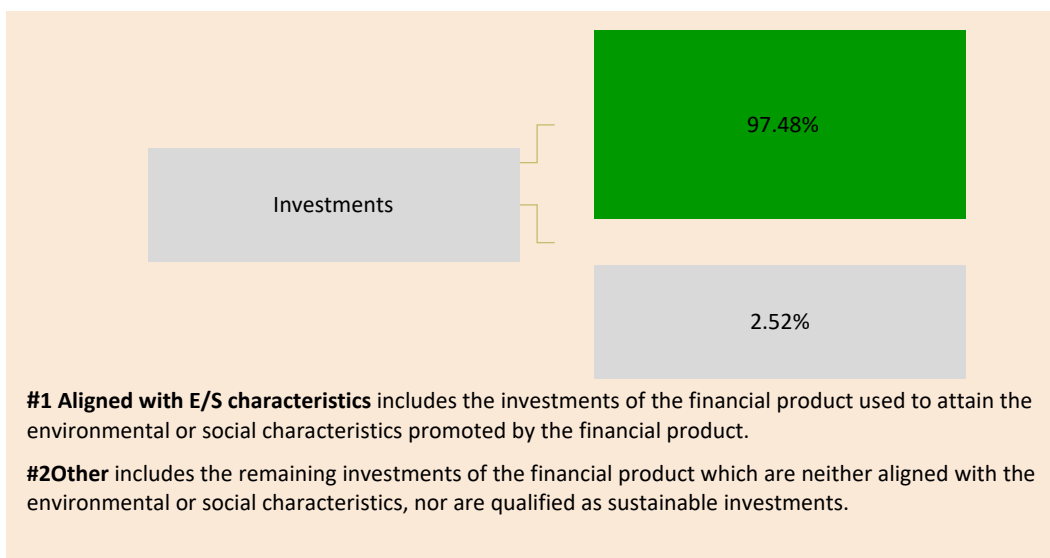 97.48%
Investments
2.52%
#1 Aligned with E/S characteristics includes the investments of the financial product used to attain the
environmental or social characteristics promoted by the financial product.
#2Other includes the remaining investments of the financial product which are neither aligned with the
environmental or social characteristics, nor are qualified as sustainable investments.